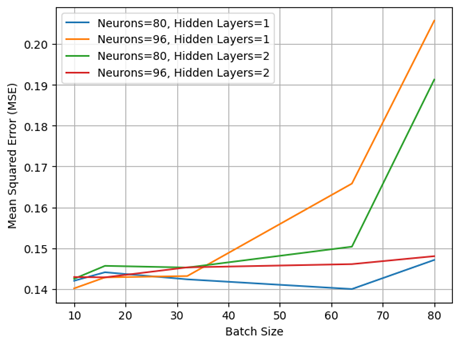 Neurons=80, Hidden Layers=1
Neurons=96, Hidden Layers=1
Neurons=80, Hidden Layers=2
Neurons=96, Hidden Layers=2
Mean Squared Error (MSE)
0.20
0.19
0.18
0.17
0.16
0.15
0.14
10 20 30 40 50 60 70 80
Batch Size